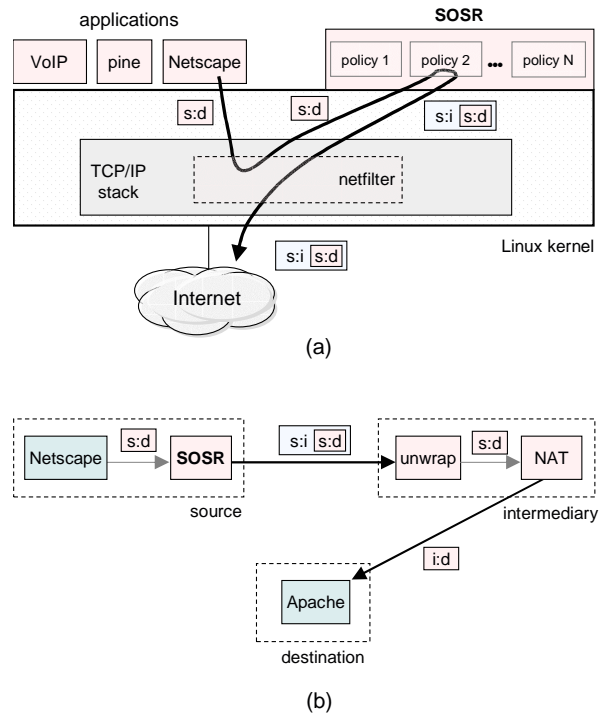 applications
SOSR
VoIP
pine
Netscape
policy 1
policy 2
...
policy N
s:d
s:d
s:i s:d
TCP/IP
stack
netfilter
Linux kernel
s:i s:d
Internet
(a)
Netscape
s:d
SOSR
s:i s:d
unwrap
s:d
NAT
source
intermediary
i:d
Apache
destination
(b)